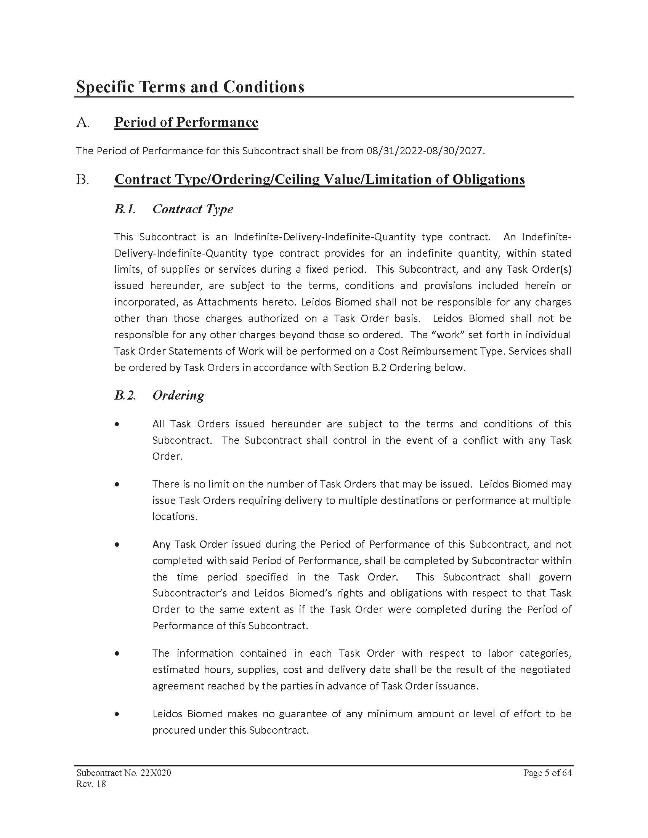 Specific Terms and Conditions
A. Period of Performance
The Period of Performance for this Subcontract shall be from 08/31/2022-08/30/2027.
B. Contract Type/Ordering/Ceiling Value/Limitation of Obligations
B.1. Contract Type
This Subcontract is an Indefinite-Delivery-Indefinite-Quantity type contract. An Indefinite-
Delivery-Indefinite-Quantity type contract provides for an indefinite quantity, within stated
limits, of supplies or services during a fixed period. This Subcontract, and any Task Order(s)
issued hereunder, are subject to the terms, conditions and provisions included herein or
incorporated, as Attachments hereto. Leidos Biomed shall not be responsible for any charges
other than those charges authorized on a Task Order basis. Leidos Biomed shall not be
responsible for any other charges beyond those so ordered. The “work” set forth in individual
Task Order Statements of Work will be performed on a Cost Reimbursement Type. Services shall
be ordered by Task Orders in accordance with Section B.2 Ordering below.
B.2. Ordering
• All Task Orders issued hereunder are subject to the terms and conditions of this
Subcontract. The Subcontract shall control in the event of a conflict with any Task
Order.
• There is no limit on the number of Task Orders that may be issued. Leidos Biomed may
issue Task Orders requiring delivery to multiple destinations or performance at multiple
locations.
• Any Task Order issued during the Period of Performance of this Subcontract, and not
completed with said Period of Performance, shall be completed by Subcontractor within
the time period specified in the Task Order. This Subcontract shall govern
Subcontractor’s and Leidos Biomed’s rights and obligations with respect to that Task
Order to the same extent as if the Task Order were completed during the Period of
Performance of this Subcontract.
• The information contained in each Task Order with respect to labor categories,
estimated hours, supplies, cost and delivery date shall be the result of the negotiated
agreement reached by the parties in advance of Task Order issuance.
• Leidos Biomed makes no guarantee of any minimum amount or level of effort to be
procured under this Subcontract.
Subcontract No. 22X020 Page 5 of 64
Rev. 18